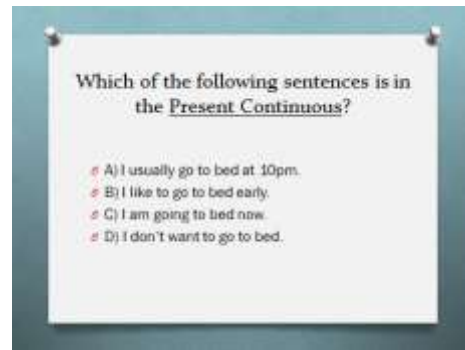 Which of the following sentences is in
the Present Continuous?
A) I usually go to bed at 10pm.
B) I like to go to bed early.
C) I am going to bed now.
D) I don't want to go to bed.